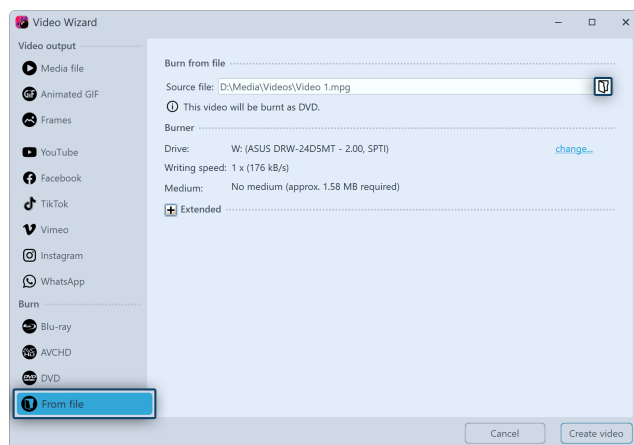 Video Wizard
Video output
Media file
GIF Animated GIF
Frames
YouTube
Facebook
TikTok
Vimeo
Instagram
WhatsApp
Burn
Blu-ray
AVCHD
DVD DVD
From file
Burn from file
Source file: D:\Media\Videos\Video 1.mpg
This video will be burnt as DVD.
Burner
Drive: W: (ASUS DRW-24D5MT - 2.00, SPTI) change...
Writing speed: 1 x (176 kB/s)
Medium: No medium (approx. 1.58 MB required)
Extended
Cancel Create video